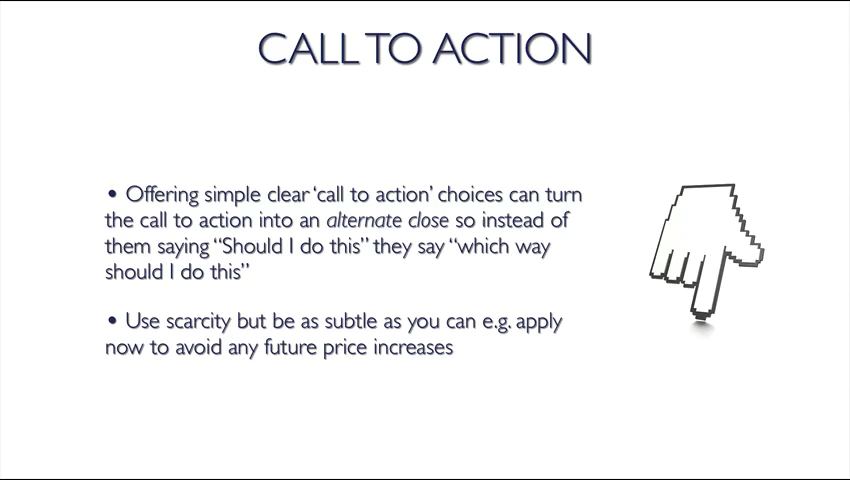 CALL TO ACTION
• Offering simple clear ‘call to action’ choices can turn
the call to action into an alternate close so instead of
them saying “Should I do this” they say “which way
should I do this”
• Use scarcity but be as subtle as you can e.g. apply
now to avoid any future price increases